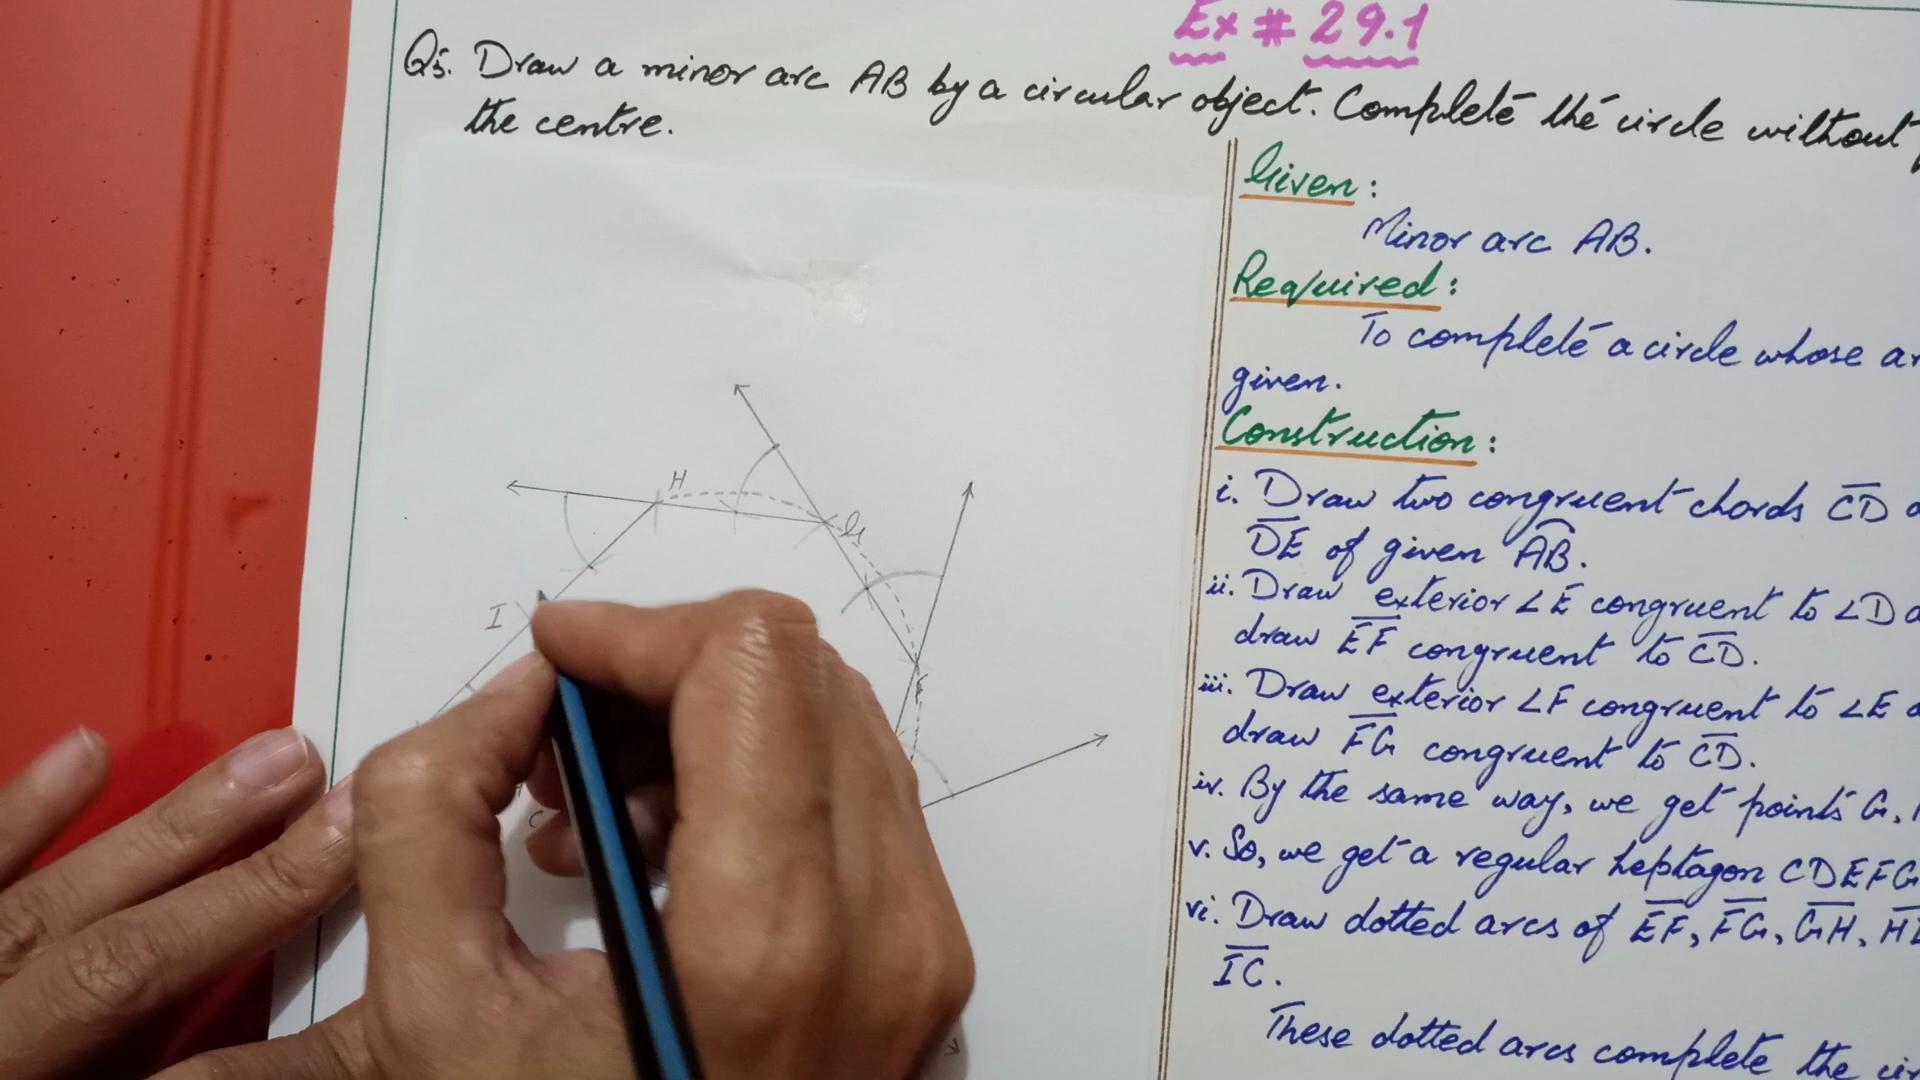 Ex # 29.1
Q5. Draw a minor arc AB by a circular object. Complete the circle without
the centre.
Given:
Minor arc AB.
Required:
To complete a circle whose
given.
Construction:
i. Draw two congruent chords CD
DE of given AB.
ii. Draw exterior ∠E congruent to ∠D
draw EF congruent to CD.
iii. Draw exterior ∠F congruent to ∠E
draw FG congruent to CD.
iv. By the same way, we get points G,
v. So, we get a regular heptagon CDEFG
vi. Draw dotted arcs of EF, FG, GH, HI
IC.
These dotted arcs complete the
H
G
I
F
C